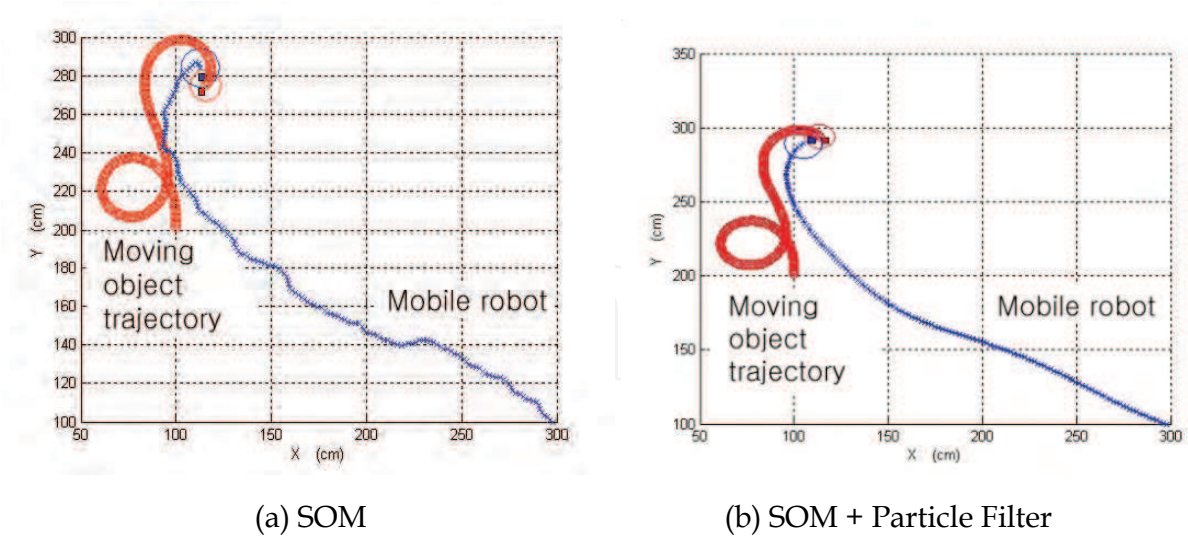 300
280
260
240
220
200
180
160
140
120
100
Y (cm)
50 100 150 200 250 300
X (cm)
Moving
object
trajectory
Mobile robot
(a) SOM
350
300
250
200
150
100
Y (cm)
50 100 150 200 250 300
X (cm)
Moving
object
trajectory
Mobile robot
(b) SOM + Particle Filter